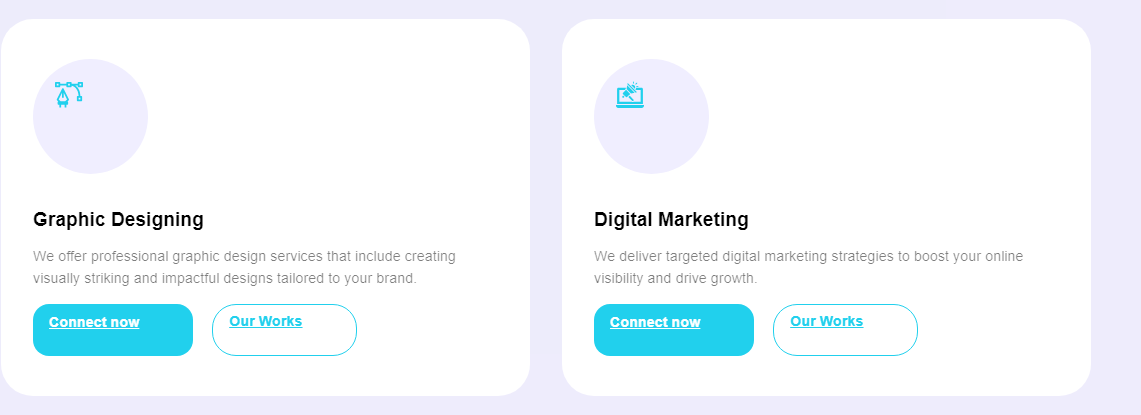 Graphic Designing
We offer professional graphic design services that include creating
visually striking and impactful designs tailored to your brand.
Connect now
Our Works
Digital Marketing
We deliver targeted digital marketing strategies to boost your online
visibility and drive growth.
Connect now
Our Works